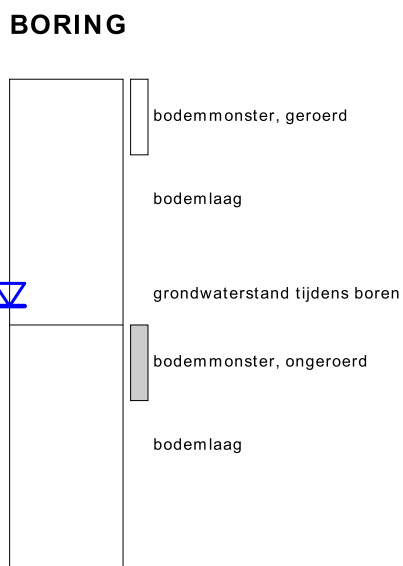 BORING
bodemmonster, geroerd
bodemlaag
grondwaterstand tijdens boren
bodemmonster, ongeroerd
bodemlaag